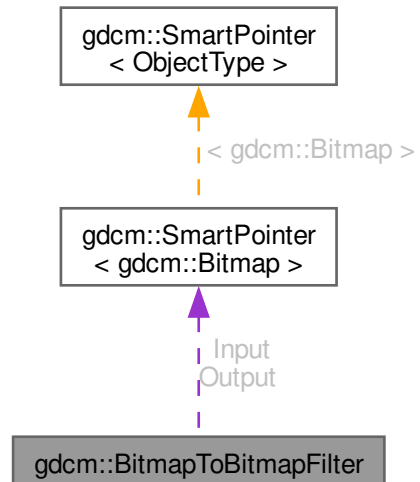 gdcm::SmartPointer
< ObjectType >
< gdcm::Bitmap >
gdcm::SmartPointer
< gdcm::Bitmap >
Input
Output
gdcm::BitmapToBitmapFilter